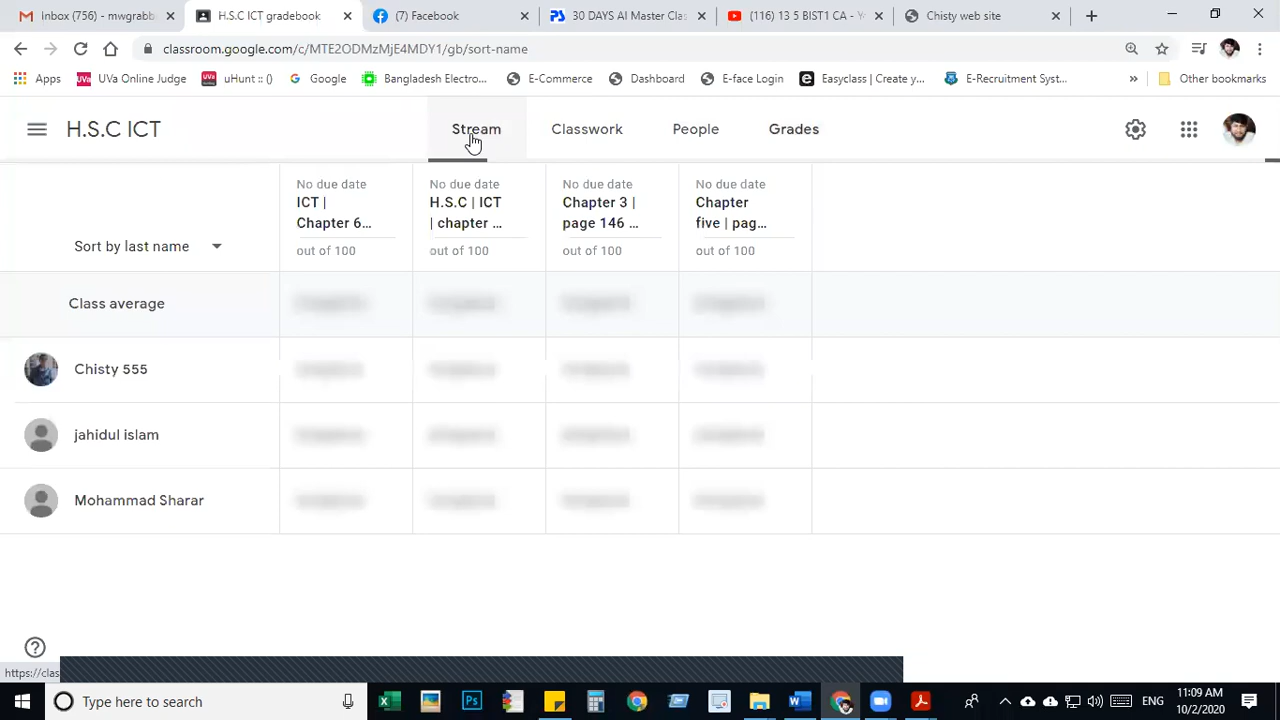 Inbox (756) - mwgrabb
H.S.C ICT gradebook
(7) Facebook
30 DAYS AI Master Cla
(116) 13 5 BIST1 CA - Y
Chisty web site
classroom.google.com/c/MTE2ODMzMjE4MDY1/gb/sort-name
Apps
UVa Online Judge
uHunt :: ()
Google
Bangladesh Electro...
E-Commerce
Dashboard
E-face Login
Easyclass | Create y...
E-Recruitment Syst...
Other bookmarks
H.S.C ICT
Stream
Classwork
People
Grades
No due date
ICT |
Chapter 6...
out of 100
No due date
H.S.C | ICT
| chapter ...
out of 100
No due date
Chapter 3 |
page 146 ...
out of 100
No due date
Chapter
five | pag...
out of 100
Sort by last name
Class average
Chisty 555
jahidul islam
Mohammad Sharar
https://clas
Type here to search
ENG
11:09 AM
10/2/2020